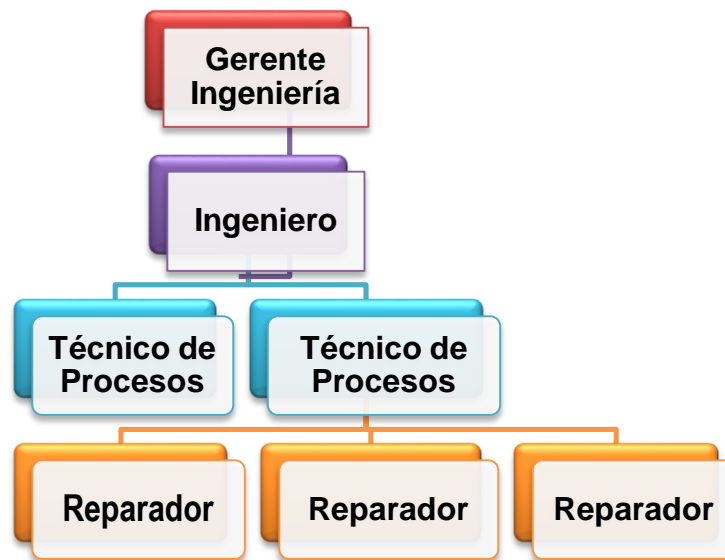 Gerente
Ingeniería
Ingeniero
Técnico de
Procesos
Técnico de
Procesos
Reparador
Reparador
Reparador